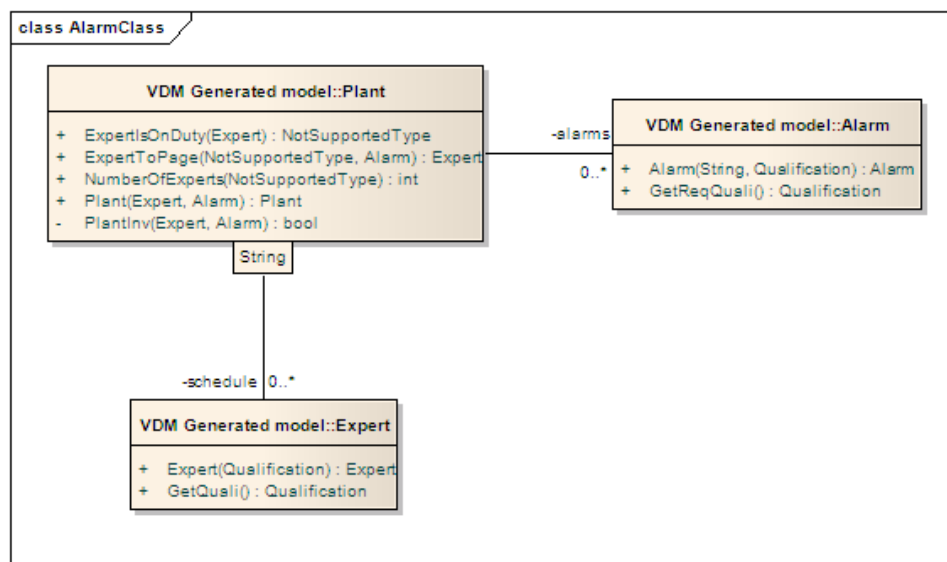 class AlarmClass
VDM Generated model::Plant
+ ExpertIsOnDuty(Expert) : NotSupportedType
+ ExpertToPage(NotSupportedType, Alarm) : Expert
+ NumberOfExperts(NotSupportedType) : int
+ Plant(Expert, Alarm) : Plant
- PlantInv(Expert, Alarm) : bool
String
-alarms
0..*
VDM Generated model::Alarm
+ Alarm(String, Qualification) : Alarm
+ GetReqQuali() : Qualification
-schedule 0..*
VDM Generated model::Expert
+ Expert(Qualification) : Expert
+ GetQuali() : Qualification